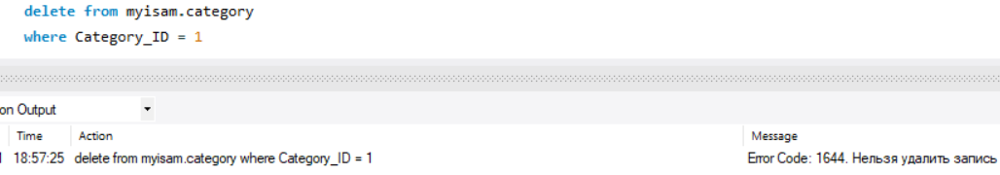 delete from myisam.category
where Category_ID = 1
on Output
Time Action Message
18:57:25 delete from myisam.category where Category_ID = 1 Error Code: 1644. Нельзя удалить запись